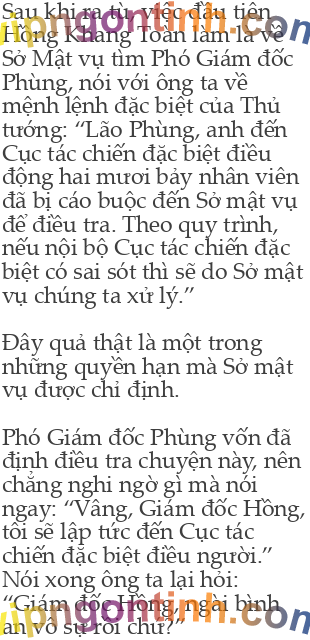 Sau khi ra tù, việc đầu tiên
Hồng Khang Toàn làm là về
Sở Mật vụ tìm Phó Giám đốc
Phùng, nói với ông ta về
mệnh lệnh đặc biệt của Thủ
tướng: “Lão Phùng, anh đến
Cục tác chiến đặc biệt điều
động hai mươi bảy nhân viên
đã bị cáo buộc đến Sở mật vụ
để điều tra. Theo quy trình,
nếu nội bộ Cục tác chiến đặc
biệt có sai sót thì sẽ do Sở mật
vụ chúng ta xử lý.”
Đây quả thật là một trong
những quyền hạn mà Sở mật
vụ được chỉ định.
Phó Giám đốc Phùng vốn đã
định điều tra chuyện này, nên
chẳng nghi ngờ gì mà nói
ngay: “Vâng, Giám đốc Hồng,
tôi sẽ lập tức đến Cục tác
chiến đặc biệt điều người.”
Nói xong ông ta lại hỏi:
“Giám đốc Hồng, ngài bình
an vô sự rồi chứ?”
vipngontinh.com
vipngontinh.com